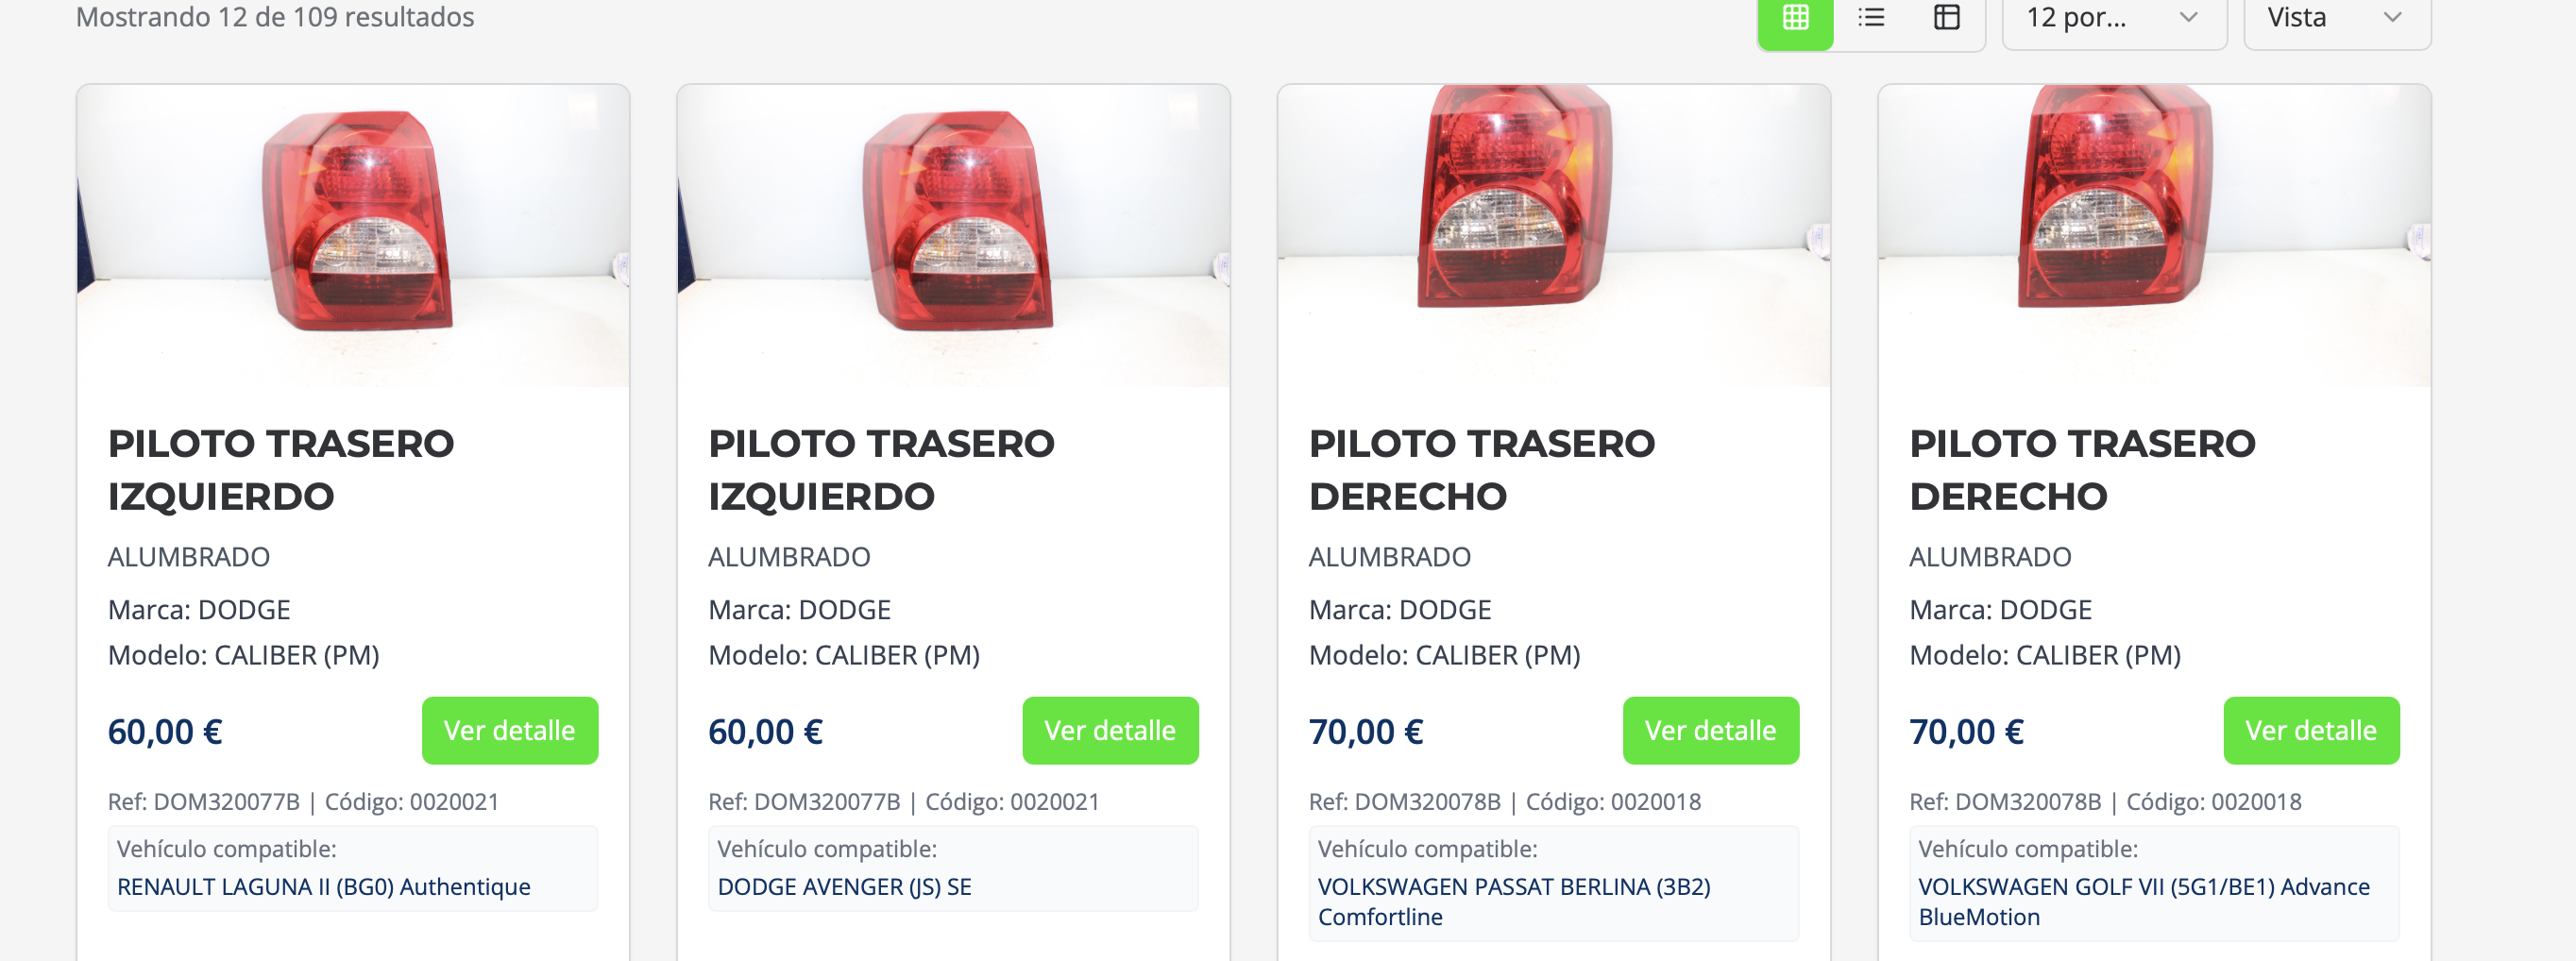 Mostrando 12 de 109 resultados
12 por...
Vista
PILOTO TRASERO
IZQUIERDO
ALUMBRADO
Marca: DODGE
Modelo: CALIBER (PM)
60,00 €
Ver detalle
Ref: DOM320077B | Código: 0020021
Vehículo compatible:
RENAULT LAGUNA II (BG0) Authentique
PILOTO TRASERO
IZQUIERDO
ALUMBRADO
Marca: DODGE
Modelo: CALIBER (PM)
60,00 €
Ver detalle
Ref: DOM320077B | Código: 0020021
Vehículo compatible:
DODGE AVENGER (JS) SE
PILOTO TRASERO
DERECHO
ALUMBRADO
Marca: DODGE
Modelo: CALIBER (PM)
70,00 €
Ver detalle
Ref: DOM320078B | Código: 0020018
Vehículo compatible:
VOLKSWAGEN PASSAT BERLINA (3B2)
Comfortline
PILOTO TRASERO
DERECHO
ALUMBRADO
Marca: DODGE
Modelo: CALIBER (PM)
70,00 €
Ver detalle
Ref: DOM320078B | Código: 0020018
Vehículo compatible:
VOLKSWAGEN GOLF VII (5G1/BE1) Advance
BlueMotion